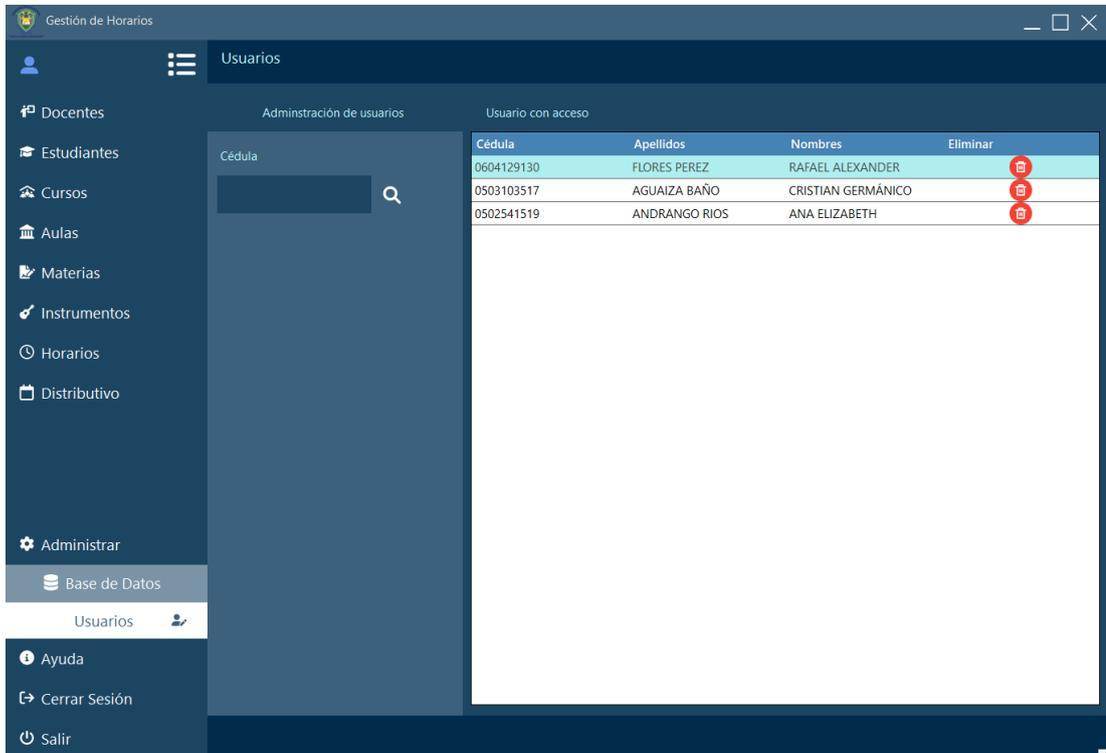 Gestión de Horarios
Usuarios
Docentes
Estudiantes
Cursos
Aulas
Materias
Instrumentos
Horarios
Distributivo
Administrar
Base de Datos
Usuarios
Ayuda
Cerrar Sesión
Salir
Adminstración de usuarios
Cédula
Usuario con acceso
Cédula Apellidos Nombres Eliminar
0604129130 FLORES PEREZ RAFAEL ALEXANDER
0503103517 AGUAIZA BAÑO CRISTIAN GERMÁNICO
0502541519 ANDRANGO RIOS ANA ELIZABETH